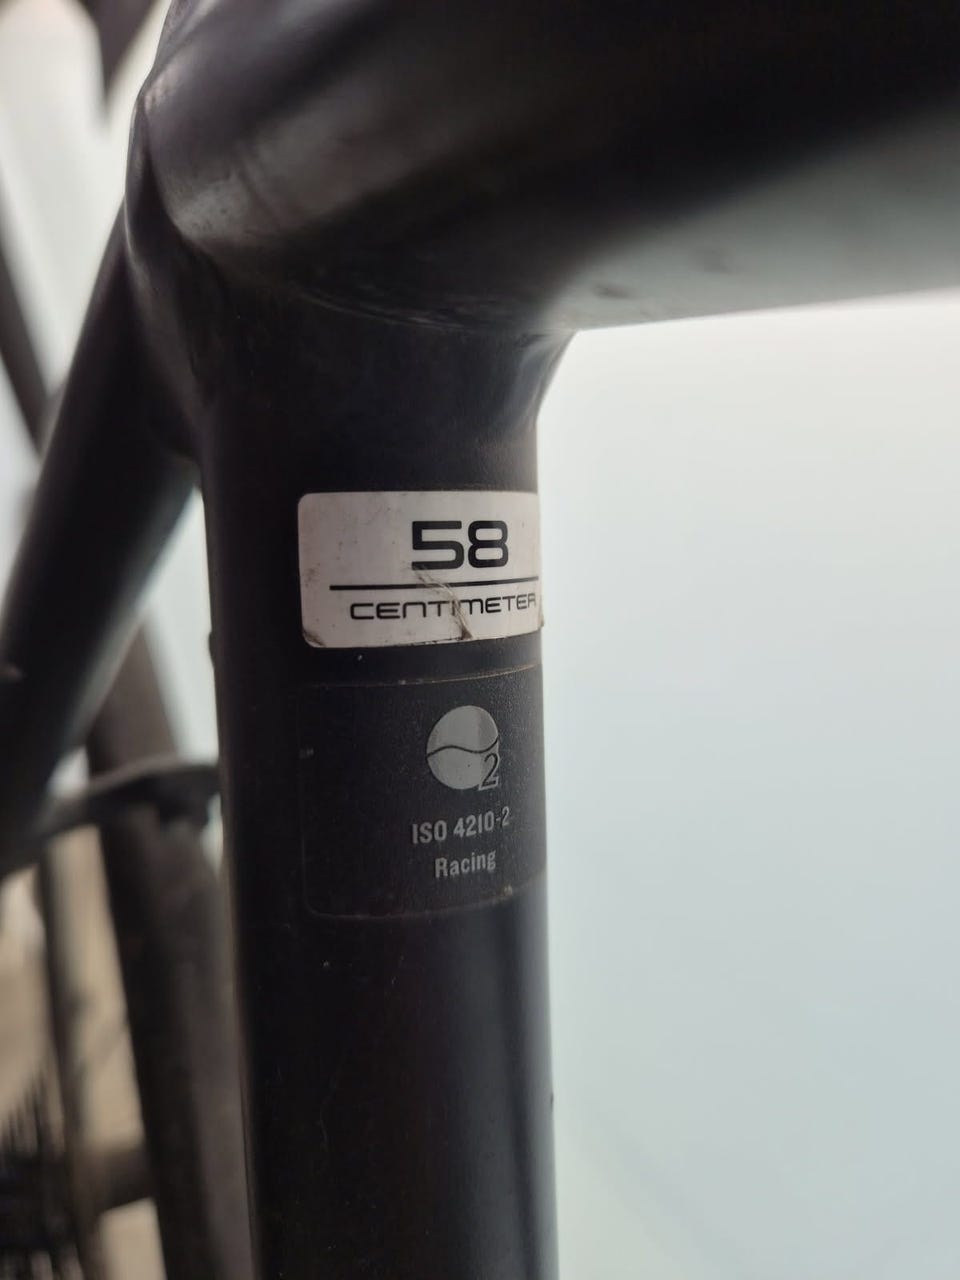 58
CENTIMETER
2
ISO 4210-2
Racing